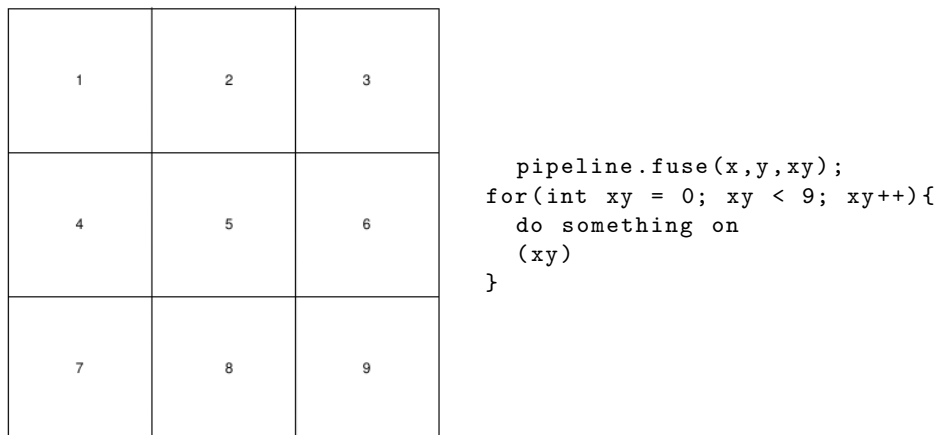 1 2 3
4 5 6
7 8 9
pipeline.fuse(x,y,xy);
for(int xy = 0; xy < 9; xy++){
do something on
(xy)
}